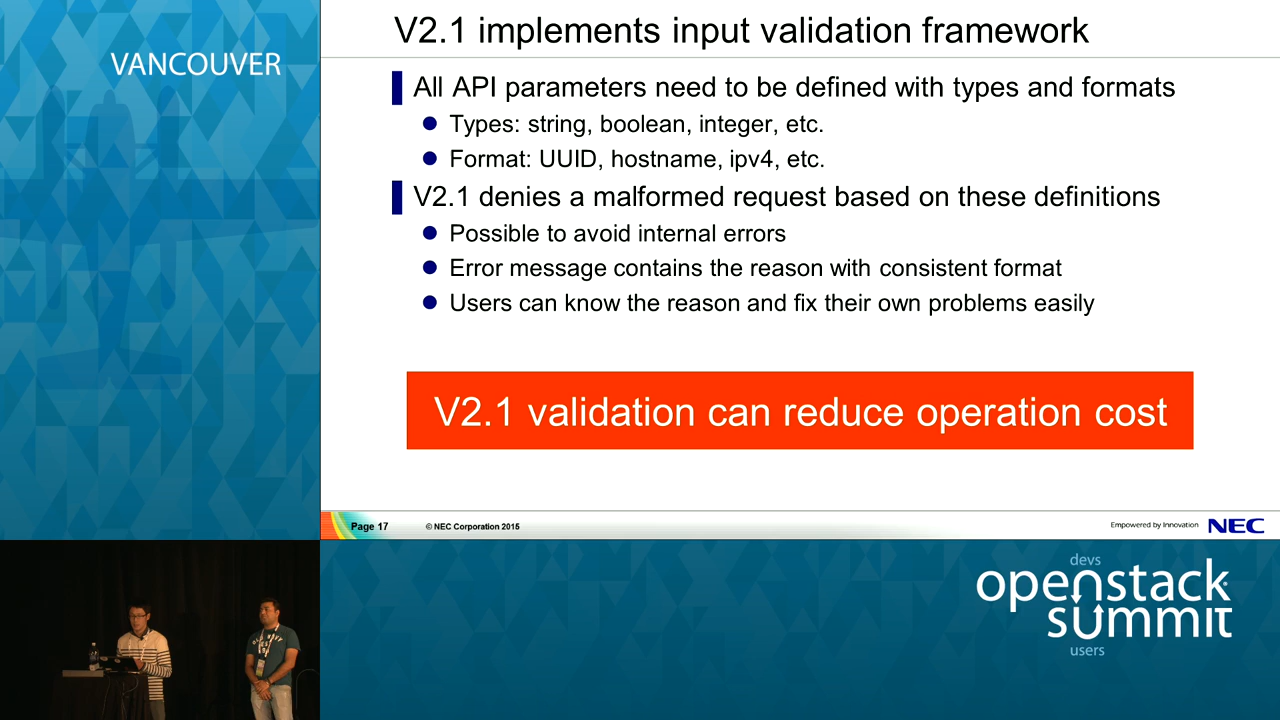 VANCOUVER
V2.1 implements input validation framework
All API parameters need to be defined with types and formats
Types: string, boolean, integer, etc.
Format: UUID, hostname, ipv4, etc.
V2.1 denies a malformed request based on these definitions
Possible to avoid internal errors
Error message contains the reason with consistent format
Users can know the reason and fix their own problems easily
V2.1 validation can reduce operation cost
Page 17
© NEC Corporation 2015
Empowered by Innovation
NEC
devs
openstack
summit
users